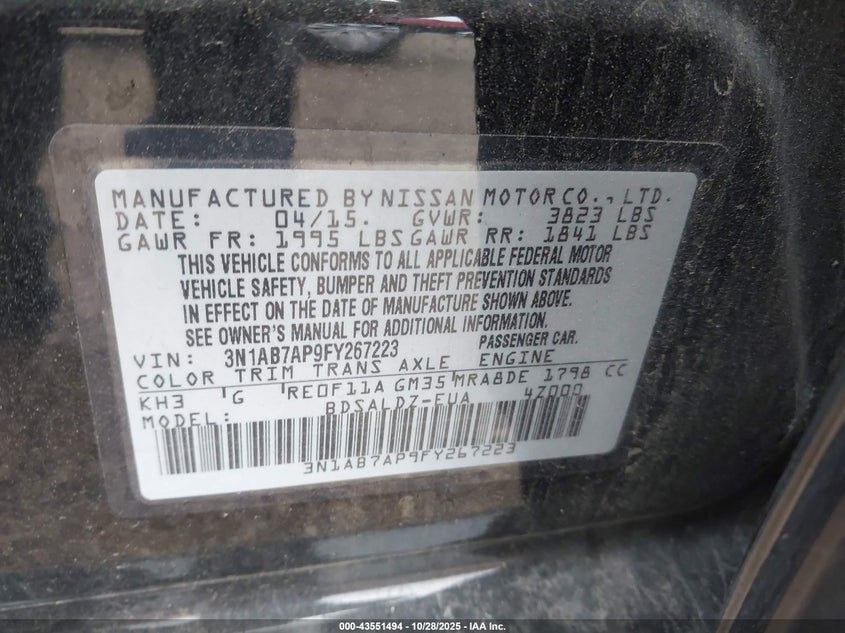 MANUFACTURED BY NISSAN MOTOR CO., LTD.
DATE: 04/15. GVWR: 3823 LBS
GAWR FR: 1995 LBS GAWR RR: 1841 LBS
THIS VEHICLE CONFORMS TO ALL APPLICABLE FEDERAL MOTOR
VEHICLE SAFETY, BUMPER AND THEFT PREVENTION STANDARDS
IN EFFECT ON THE DATE OF MANUFACTURE SHOWN ABOVE.
SEE OWNER'S MANUAL FOR ADDITIONAL INFORMATION.
VIN: 3N1AB7AP9FY267223 PASSENGER CAR.
COLOR TRIM TRANS AXLE ENGINE
KH3 'G 'RE0F11A GM35'MRA8DE 1798 CC
MODEL: BDSALDZ-EUA 4Z000
3N1AB7AP9FY267223
000-43551494 - 10/28/2025 - IAA Inc.